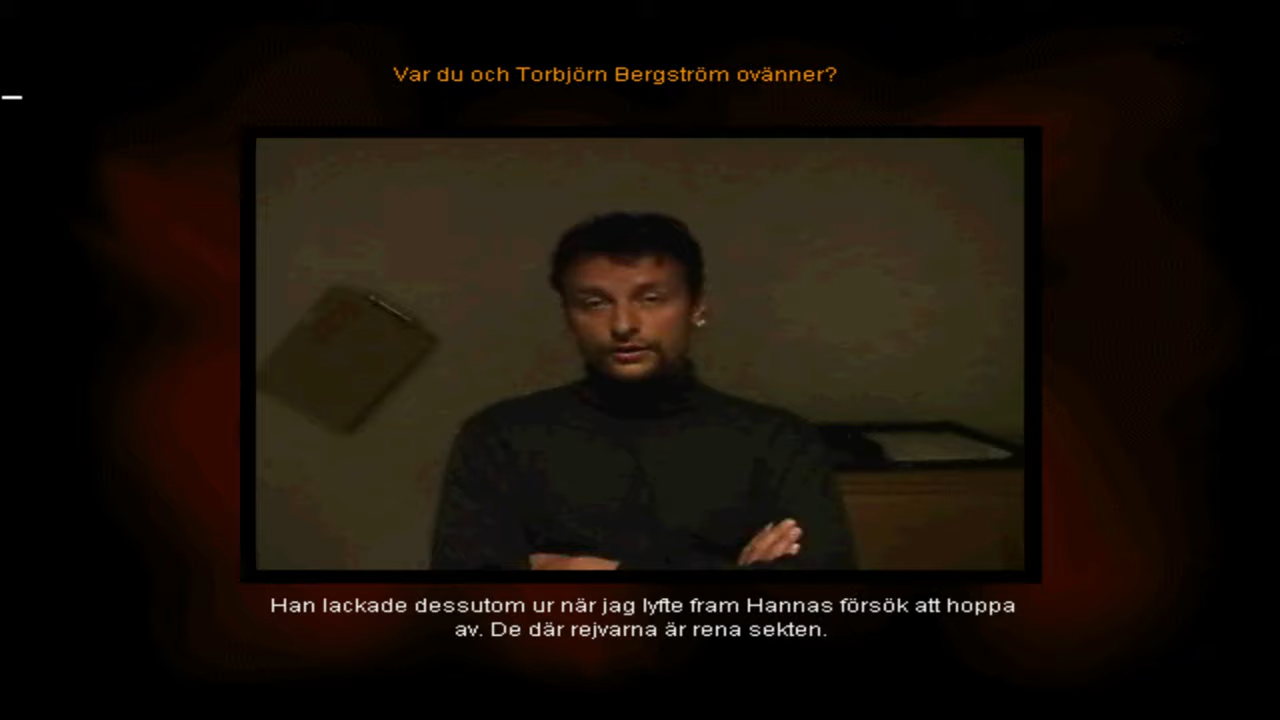 Var du och Torbjörn Bergström ovänner?
Han lackade dessutom ur när jag lyfte fram Hannas försök att hoppa
av. De där rejvarna är rena sekten.